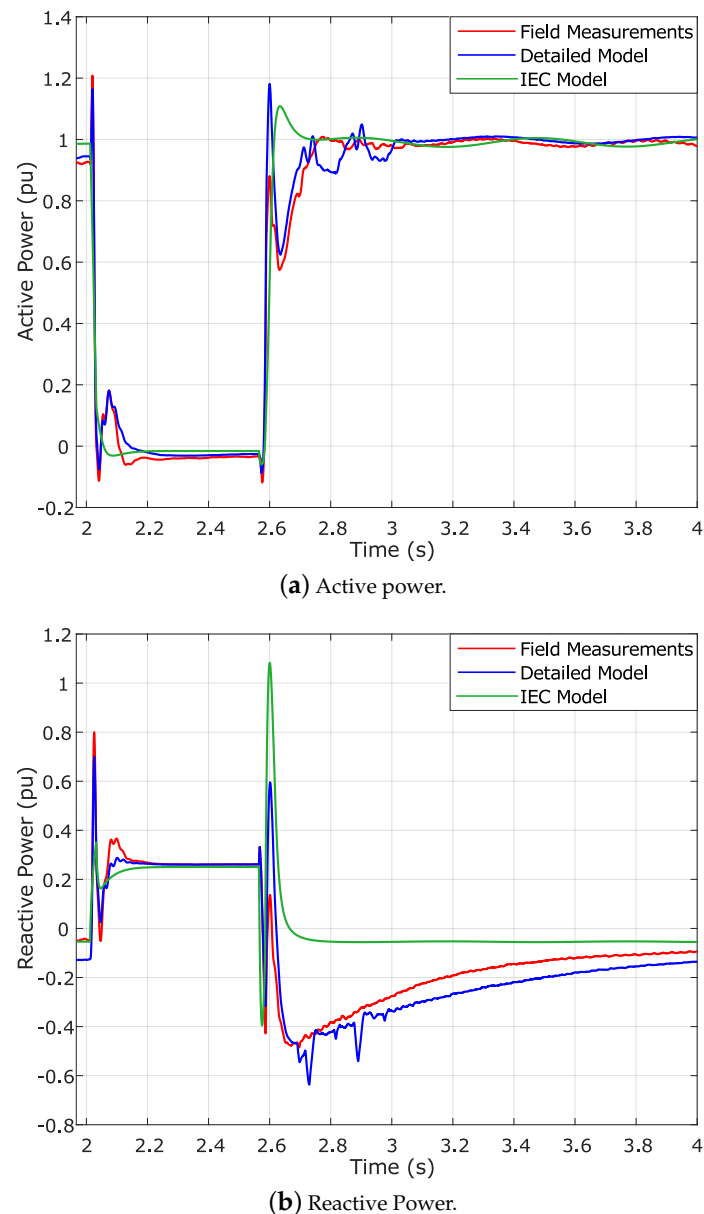 Field Measurements
Detailed Model
IEC Model
1.4
1.2
1
0.8
0.6
0.4
0.2
0
-0.2
Active Power (pu)
2 2.2 2.4 2.6 2.8 3 3.2 3.4 3.6 3.8 4
Time (s)
(a) Active power.
Field Measurements
Detailed Model
IEC Model
1.2
1
0.8
0.6
0.4
0.2
0
-0.2
-0.4
-0.6
-0.8
Reactive Power (pu)
2 2.2 2.4 2.6 2.8 3 3.2 3.4 3.6 3.8 4
Time (s)
(b) Reactive Power.